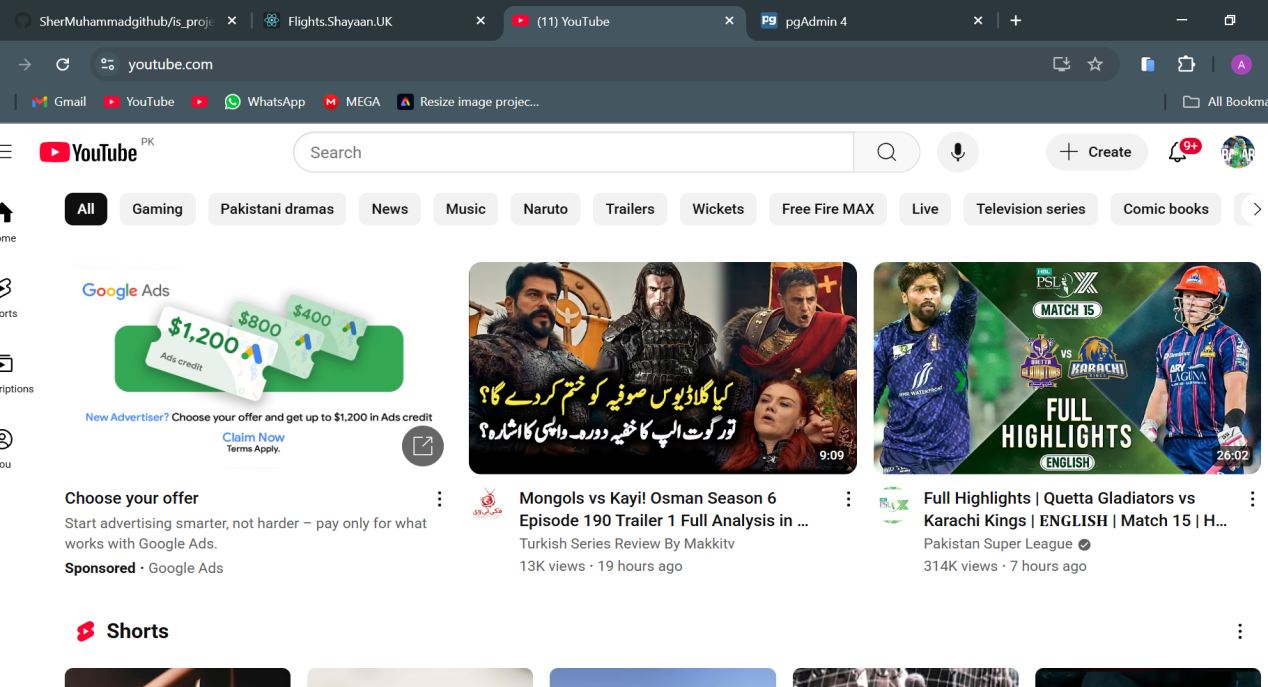 SherMuhammadgithub/is_proje
Flights.Shayaan.UK
(11) YouTube
pgAdmin 4
youtube.com
A
Gmail
YouTube
WhatsApp
MEGA
Resize image projec...
All Bookma
YouTube PK
Search
Create
9+
All
Gaming
Pakistani dramas
News
Music
Naruto
Trailers
Wickets
Free Fire MAX
Live
Television series
Comic books
ome
orts
riptions
ou
Google Ads
$1,200
Ads credit
$800
$400
New Advertiser? Choose your offer and get up to $1,200 in Ads credit
Claim Now
Terms Apply.
Choose your offer
Start advertising smarter, not harder – pay only for what
works with Google Ads.
Sponsored · Google Ads
کیا گلاڈیوس صوفیہ کو ختم کردے گا؟
تورگوت الپ کا خفیہ دورہ۔ واپسی کا اشارہ؟
9:09
Mongols vs Kayi! Osman Season 6
Episode 190 Trailer 1 Full Analysis in ...
Turkish Series Review By Makkitv
13K views · 19 hours ago
HBL
PSL X
MATCH 15
QUETTA
GLADIATORS
VS
KARACHI
KINGS
ARY
LAGUNA
FULL
HIGHLIGHTS
ENGLISH
26:02
Full Highlights | Quetta Gladiators vs
Karachi Kings | 𝐄𝐍𝐆𝐋𝐈𝐒𝐇 | Match 15 | H...
Pakistan Super League
314K views · 7 hours ago
Shorts